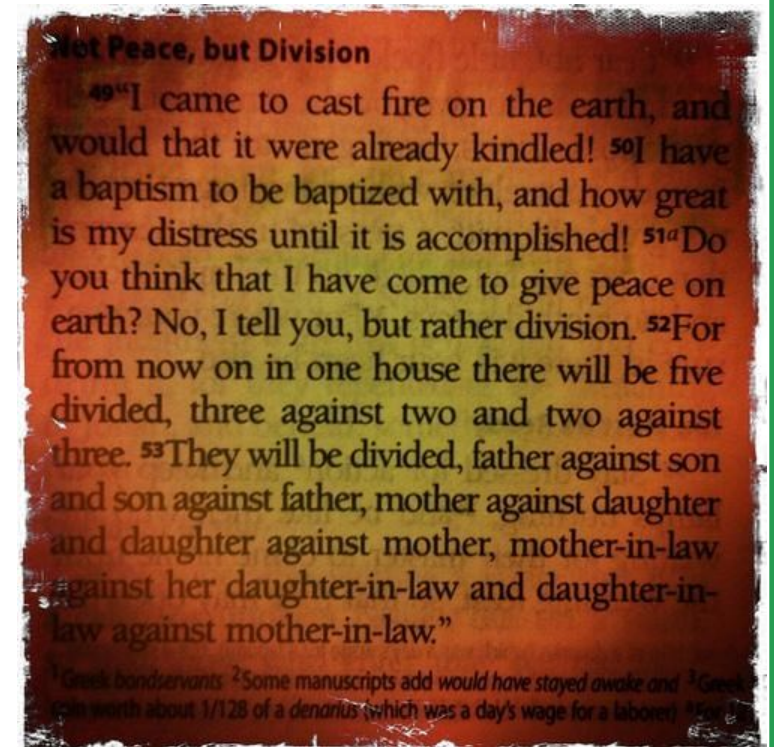 Not Peace, but Division
49“I came to cast fire on the earth, and
would that it were already kindled! 50I have
a baptism to be baptized with, and how great
is my distress until it is accomplished! 51aDo
you think that I have come to give peace on
earth? No, I tell you, but rather division. 52For
from now on in one house there will be five
divided, three against two and two against
three. 53They will be divided, father against son
and son against father, mother against daughter
and daughter against mother, mother-in-law
against her daughter-in-law and daughter-in-
law against mother-in-law.”
1Greek bondservants 2Some manuscripts add would have stayed awake and 3Greek
coin worth about 1/128 of a denarius (which was a day's wage for a laborer)